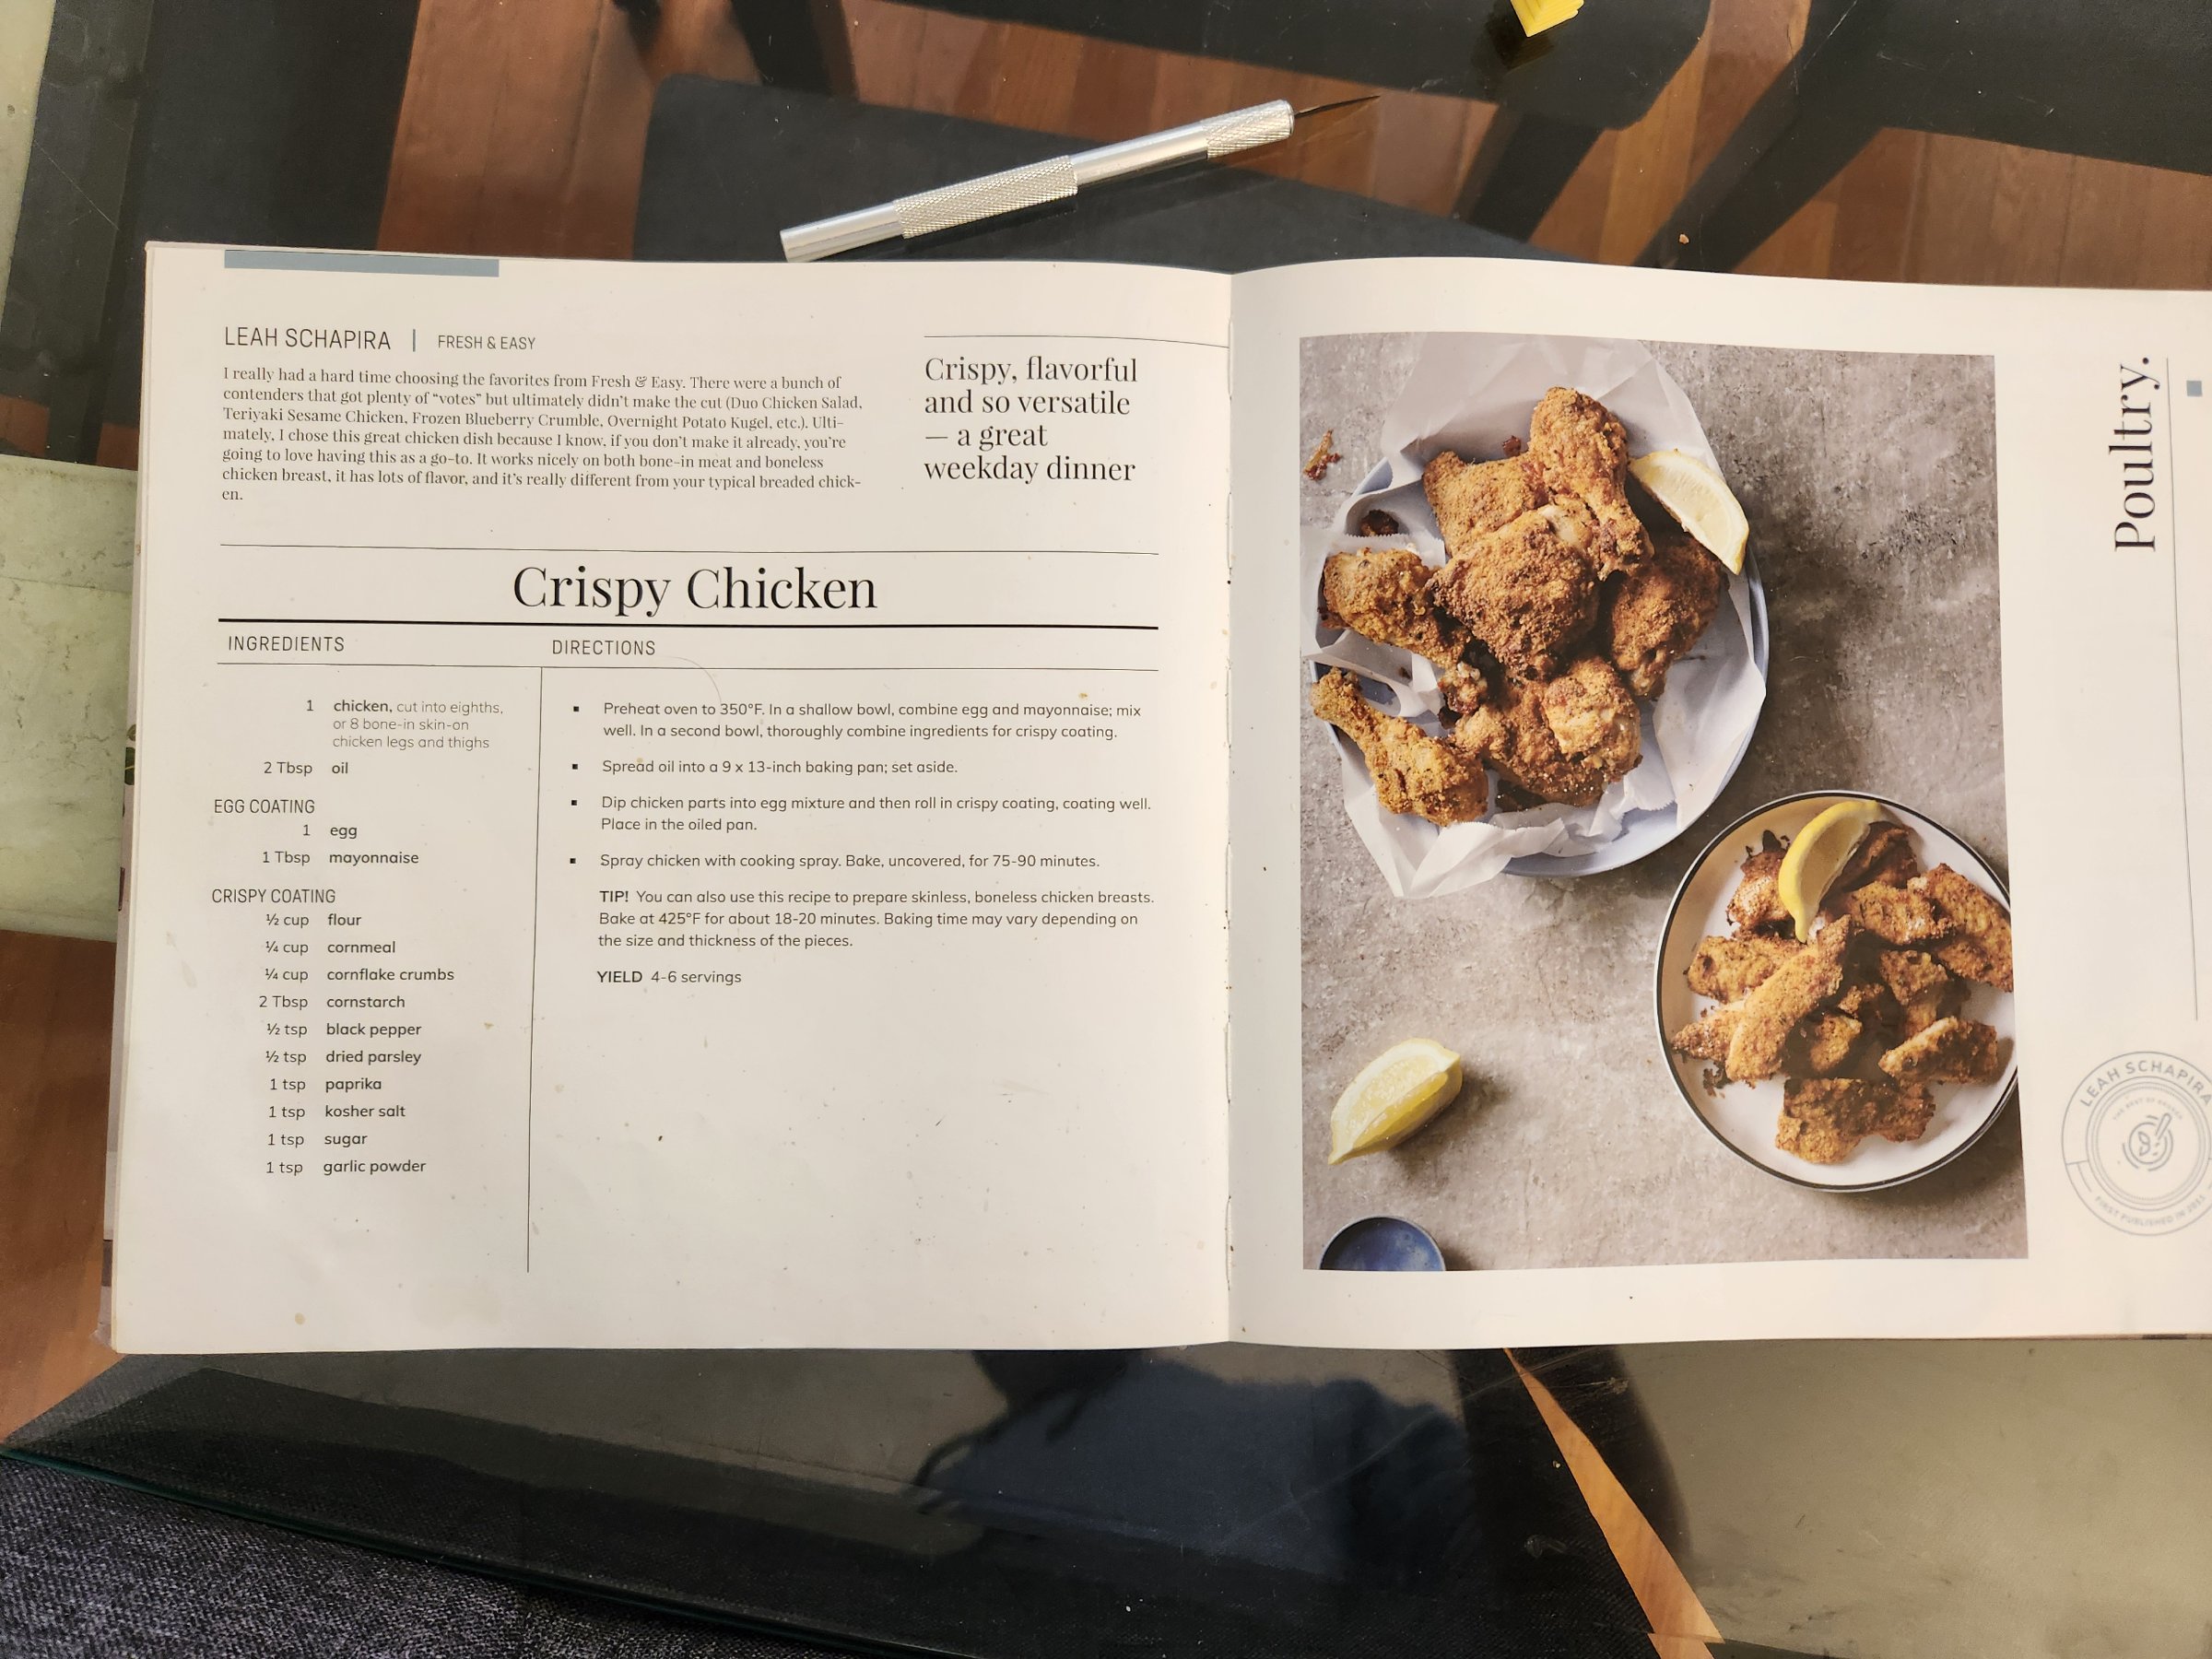 LEAH SCHAPIRA | FRESH & EASY
I really had a hard time choosing the favorites from Fresh & Easy. There were a bunch of
contenders that got plenty of “votes” but ultimately didn’t make the cut (Duo Chicken Salad,
Teriyaki Sesame Chicken, Frozen Blueberry Crumble, Overnight Potato Kugel, etc.). Ulti-
mately, I chose this great chicken dish because I know, if you don’t make it already, you’re
going to love having this as a go-to. It works nicely on both bone-in meat and boneless
chicken breast, it has lots of flavor, and it’s really different from your typical breaded chick-
en.
Crispy, flavorful
and so versatile
— a great
weekday dinner
Crispy Chicken
INGREDIENTS
1 chicken, cut into eighths,
or 8 bone-in skin-on
chicken legs and thighs
2 Tbsp oil
EGG COATING
1 egg
1 Tbsp mayonnaise
CRISPY COATING
½ cup flour
¼ cup cornmeal
¼ cup cornflake crumbs
2 Tbsp cornstarch
½ tsp black pepper
½ tsp dried parsley
1 tsp paprika
1 tsp kosher salt
1 tsp sugar
1 tsp garlic powder
DIRECTIONS
▪ Preheat oven to 350°F. In a shallow bowl, combine egg and mayonnaise; mix
well. In a second bowl, thoroughly combine ingredients for crispy coating.
▪ Spread oil into a 9 x 13-inch baking pan; set aside.
▪ Dip chicken parts into egg mixture and then roll in crispy coating, coating well.
Place in the oiled pan.
▪ Spray chicken with cooking spray. Bake, uncovered, for 75-90 minutes.
TIP! You can also use this recipe to prepare skinless, boneless chicken breasts.
Bake at 425°F for about 18-20 minutes. Baking time may vary depending on
the size and thickness of the pieces.
YIELD 4-6 servings
Poultry.
LEAH SCHAPIRA
FIRST PUBLISHED IN